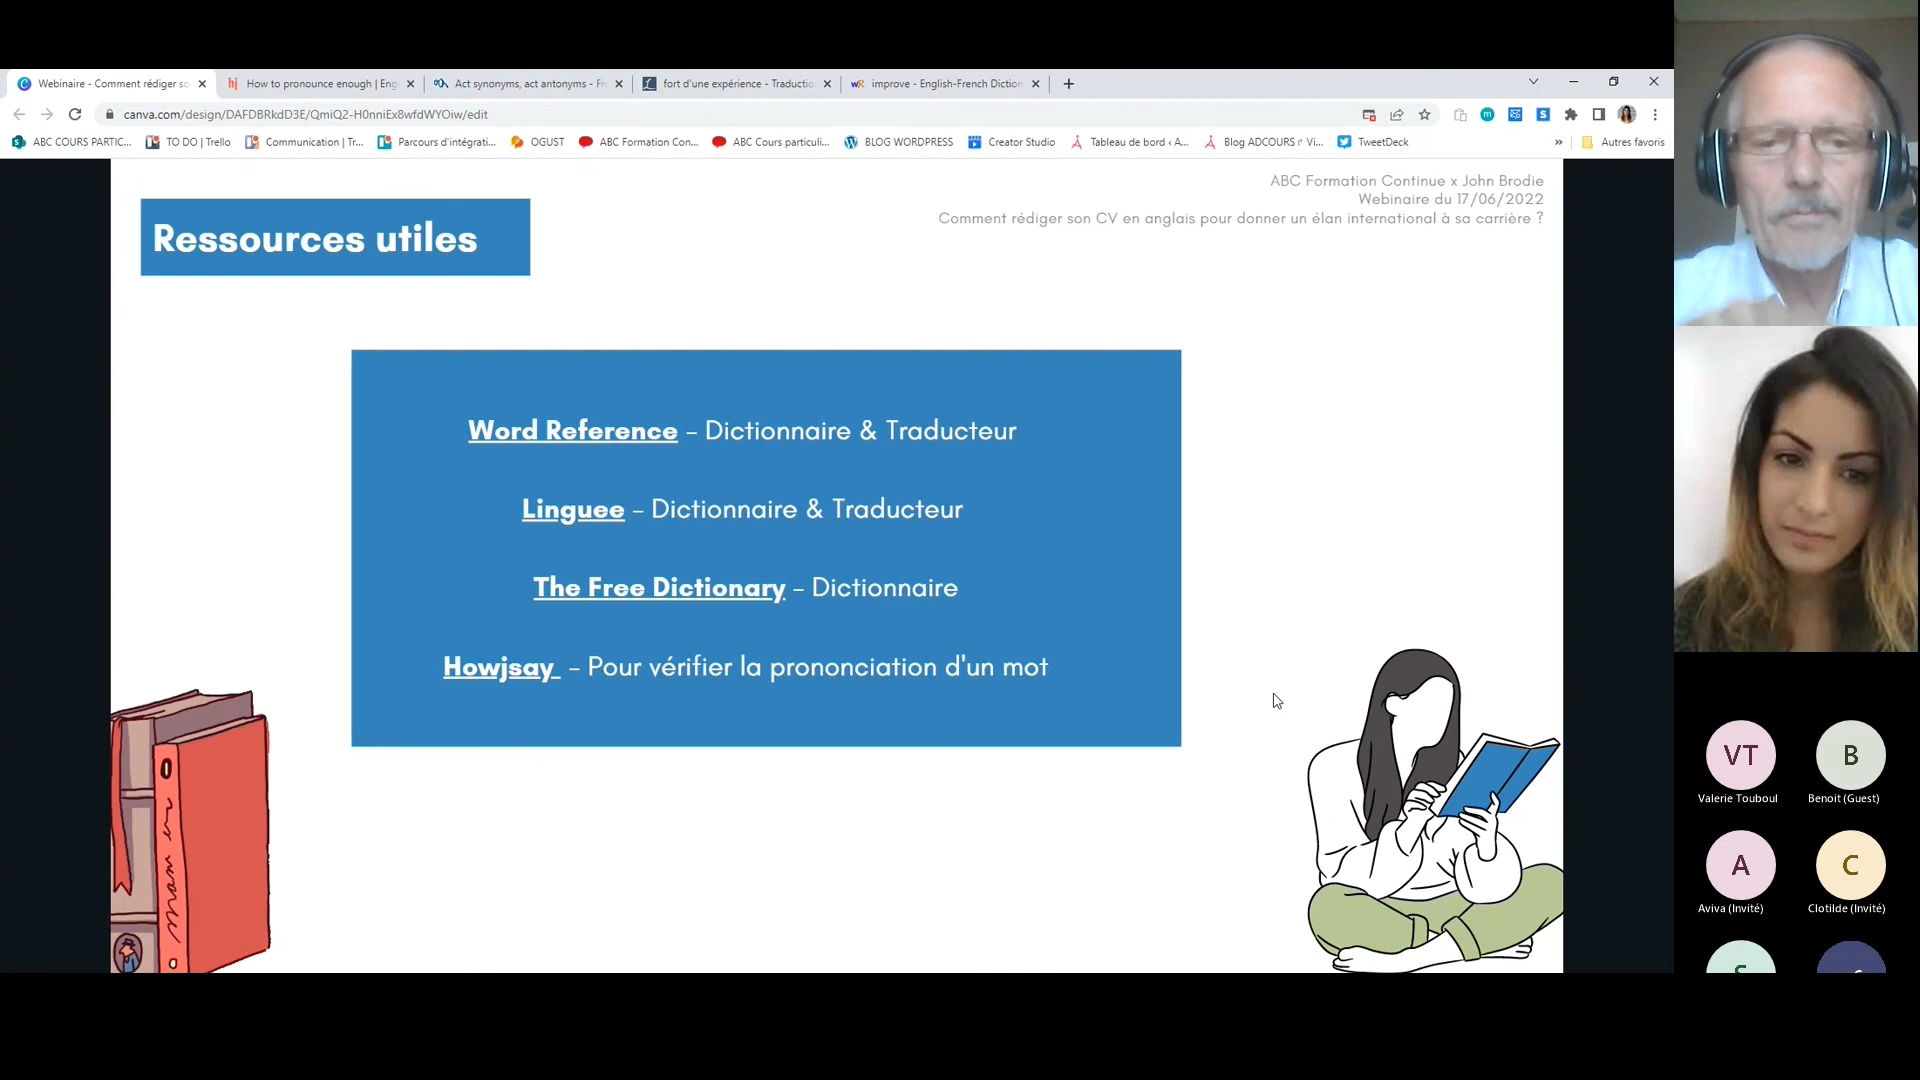 Webinaire - Comment rédiger so
How to pronounce enough | Eng
Act synonyms, act antonyms - Fr
fort d'une expérience - Traductio
improve - English-French Diction
canva.com/design/DAFDBRkdD3E/QmiQ2-H0nniEx8wfdWYOiw/edit
ABC COURS PARTIC...
TO DO | Trello
Communication | Tr...
Parcours d'intégrati...
OGUST
ABC Formation Con...
ABC Cours particuli...
BLOG WORDPRESS
Creator Studio
Tableau de bord ‹ A...
Blog ADCOURS r' Vi...
TweetDeck
»
Autres favoris
ABC Formation Continue x John Brodie
Webinaire du 17/06/2022
Comment rédiger son CV en anglais pour donner un élan international à sa carrière ?
Ressources utiles
Word Reference - Dictionnaire & Traducteur
Linguee - Dictionnaire & Traducteur
The Free Dictionary - Dictionnaire
Howjsay - Pour vérifier la prononciation d'un mot
VT
B
Valerie Touboul
Benoit (Guest)
A
C
Aviva (Invité)
Clotilde (Invité)